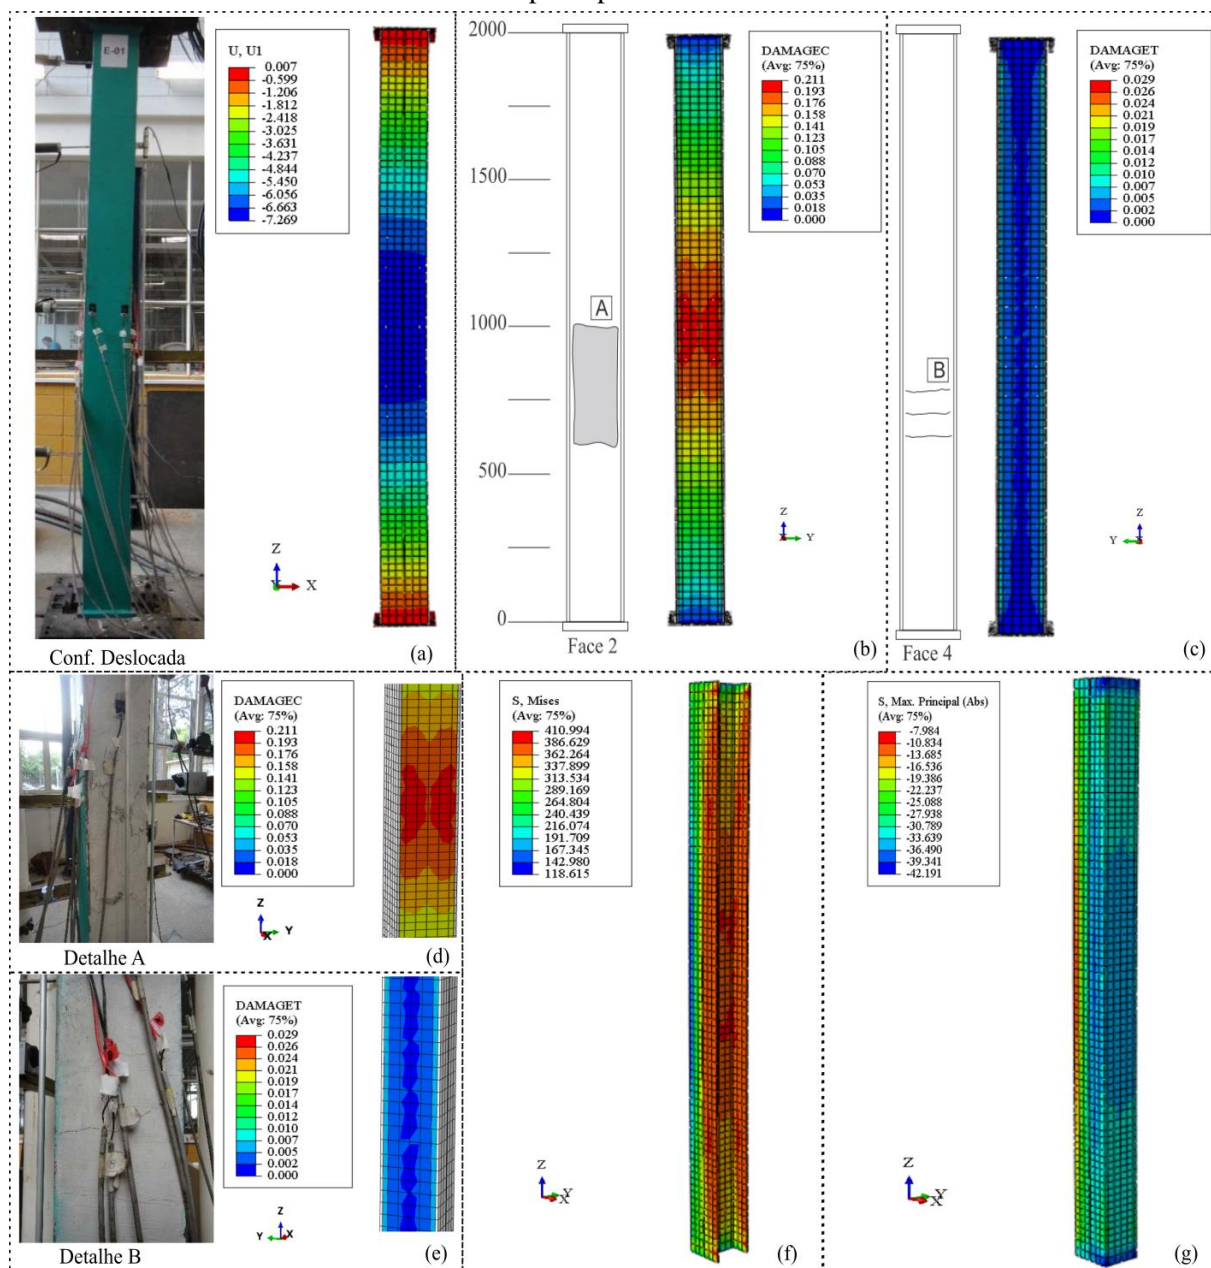 E-01
U, U1
0.007
-0.599
-1.206
-1.812
-2.418
-3.025
-3.631
-4.237
-4.844
-5.450
-6.056
-6.663
-7.269
Z
X
Conf. Deslocada
(a)
2000
1500
1000
500
0
A
Face 2
DAMAGEC
(Avg: 75%)
0.211
0.193
0.176
0.158
0.141
0.123
0.105
0.088
0.070
0.053
0.035
0.018
0.000
Z
Y
(b)
B
Face 4
DAMAGET
(Avg: 75%)
0.029
0.026
0.024
0.021
0.019
0.017
0.014
0.012
0.010
0.007
0.005
0.002
0.000
Z
Y
(c)
Detalhe A
DAMAGEC
(Avg: 75%)
0.211
0.193
0.176
0.158
0.141
0.123
0.105
0.088
0.070
0.053
0.035
0.018
0.000
Z
X Y
(d)
Detalhe B
DAMAGET
(Avg: 75%)
0.029
0.026
0.024
0.021
0.019
0.017
0.014
0.012
0.010
0.007
0.005
0.002
0.000
Z
Y X
(e)
S, Mises
(Avg: 75%)
410.994
386.629
362.264
337.899
313.534
289.169
264.804
240.439
216.074
191.709
167.345
142.980
118.615
Z
Y
X
(f)
S, Max. Principal (Abs)
(Avg: 75%)
-7.984
-10.834
-13.685
-16.536
-19.386
-22.237
-25.088
-27.938
-30.789
-33.639
-36.490
-39.341
-42.191
Z
Y
X
(g)